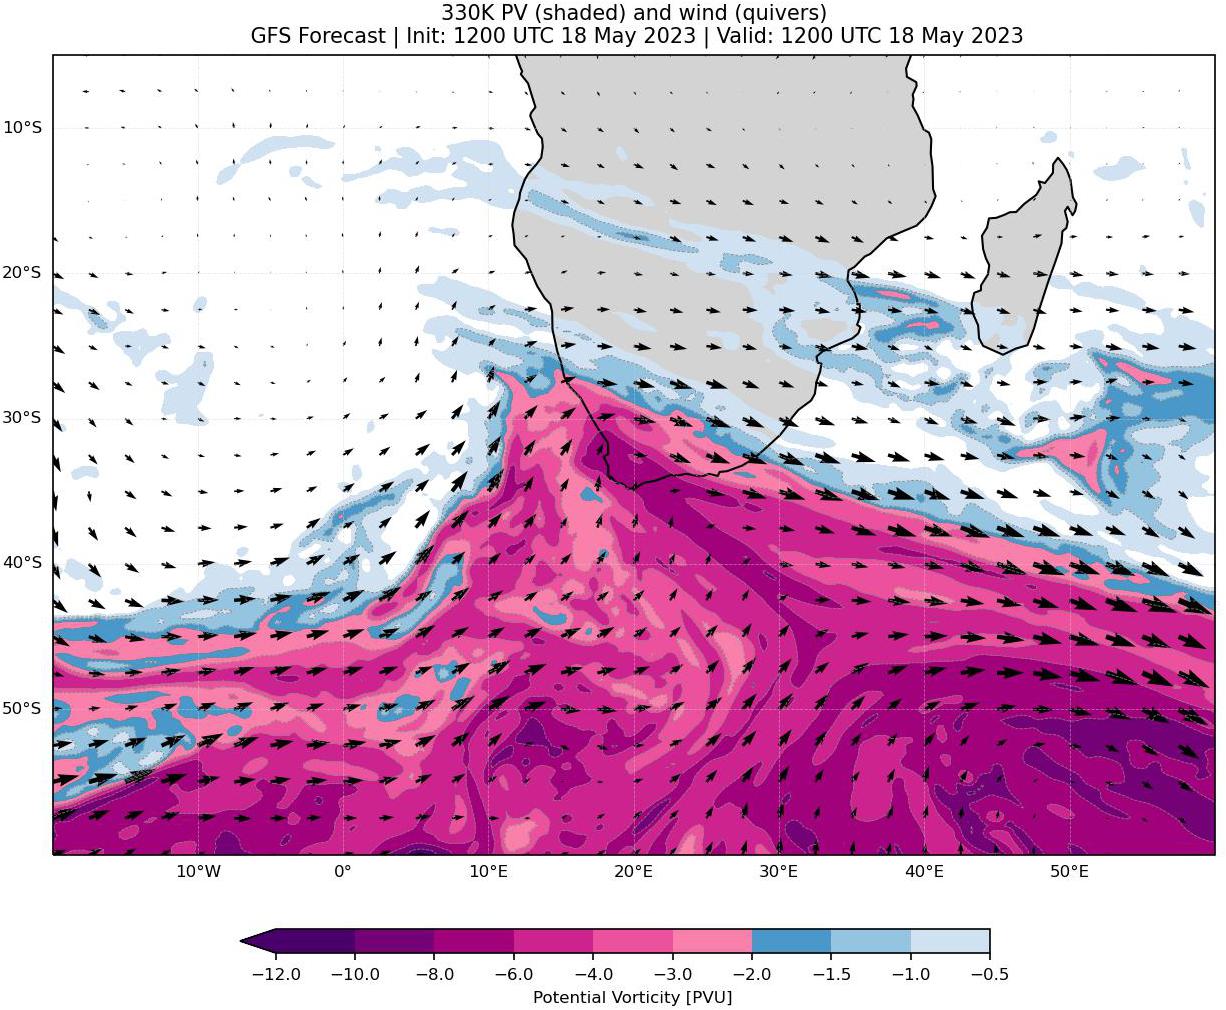 330K PV (shaded) and wind (quivers)
GFS Forecast | Init: 1200 UTC 18 May 2023 | Valid: 1200 UTC 18 May 2023
10°S
20°S
30°S
40°S
50°S
10°W 0° 10°E 20°E 30°E 40°E 50°E
−12.0 −10.0 −8.0 −6.0 −4.0 −3.0 −2.0 −1.5 −1.0 −0.5
Potential Vorticity [PVU]